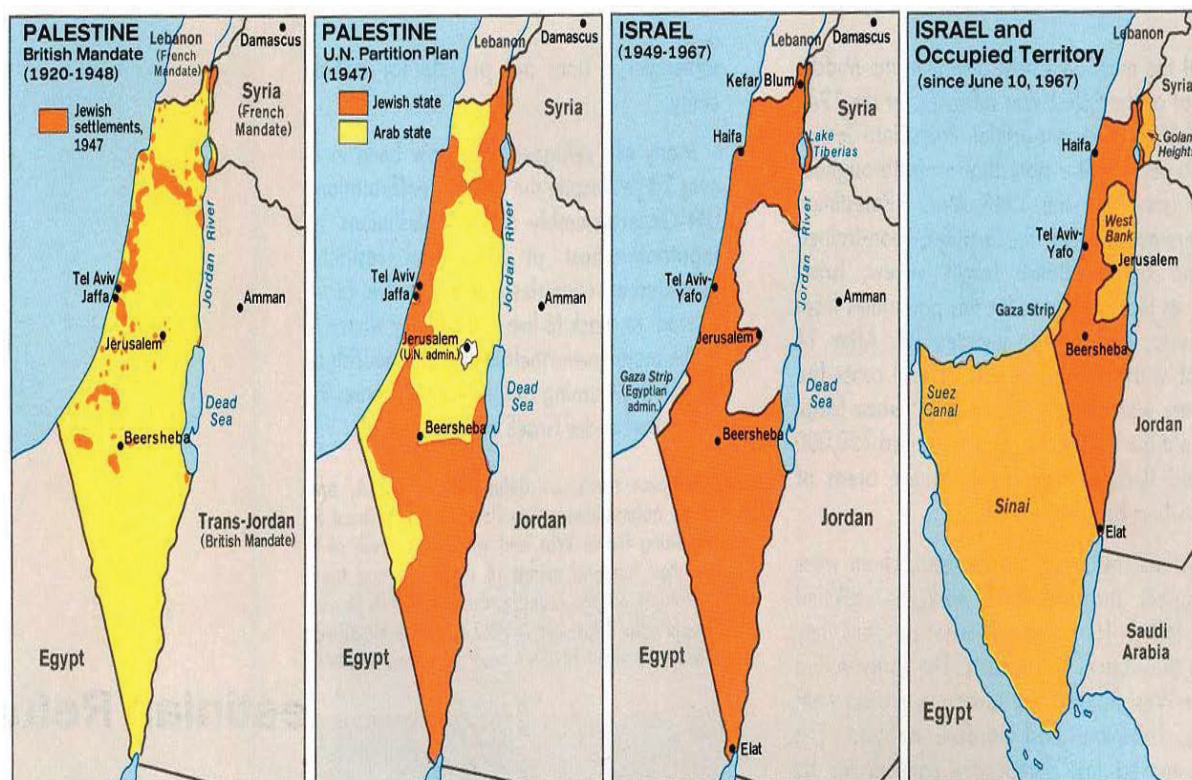 PALESTINE
British Mandate
(1920-1948)
Jewish
settlements,
1947
Lebanon
(French
Mandate)
Damascus
Syria
(French
Mandate)
Tel Aviv
Jaffa
Jordan River
Amman
Jerusalem
Dead
Sea
Beersheba
Trans-Jordan
(British Mandate)
Egypt
PALESTINE
U.N. Partition Plan
(1947)
Jewish state
Arab state
Lebanon
Damascus
Syria
Tel Aviv
Jaffa
Jordan River
Amman
Jerusalem
(U.N. admin.)
Dead
Sea
Beersheba
Jordan
Egypt
ISRAEL
(1949-1967)
Lebanon
Damascus
Kefar Blum
Syria
Haifa
Lake
Tiberias
Tel Aviv-
Yafo
Jordan River
Amman
Jerusalem
Gaza Strip
(Egyptian
admin.)
Dead
Sea
Beersheba
Jordan
Egypt
Elat
ISRAEL and
Occupied Territory
(since June 10, 1967)
Lebanon
Syria
Golan
Heights
Haifa
West
Bank
Tel Aviv-
Yafo
Jerusalem
Gaza Strip
Beersheba
Suez
Canal
Jordan
Sinai
Elat
Saudi
Arabia
Egypt